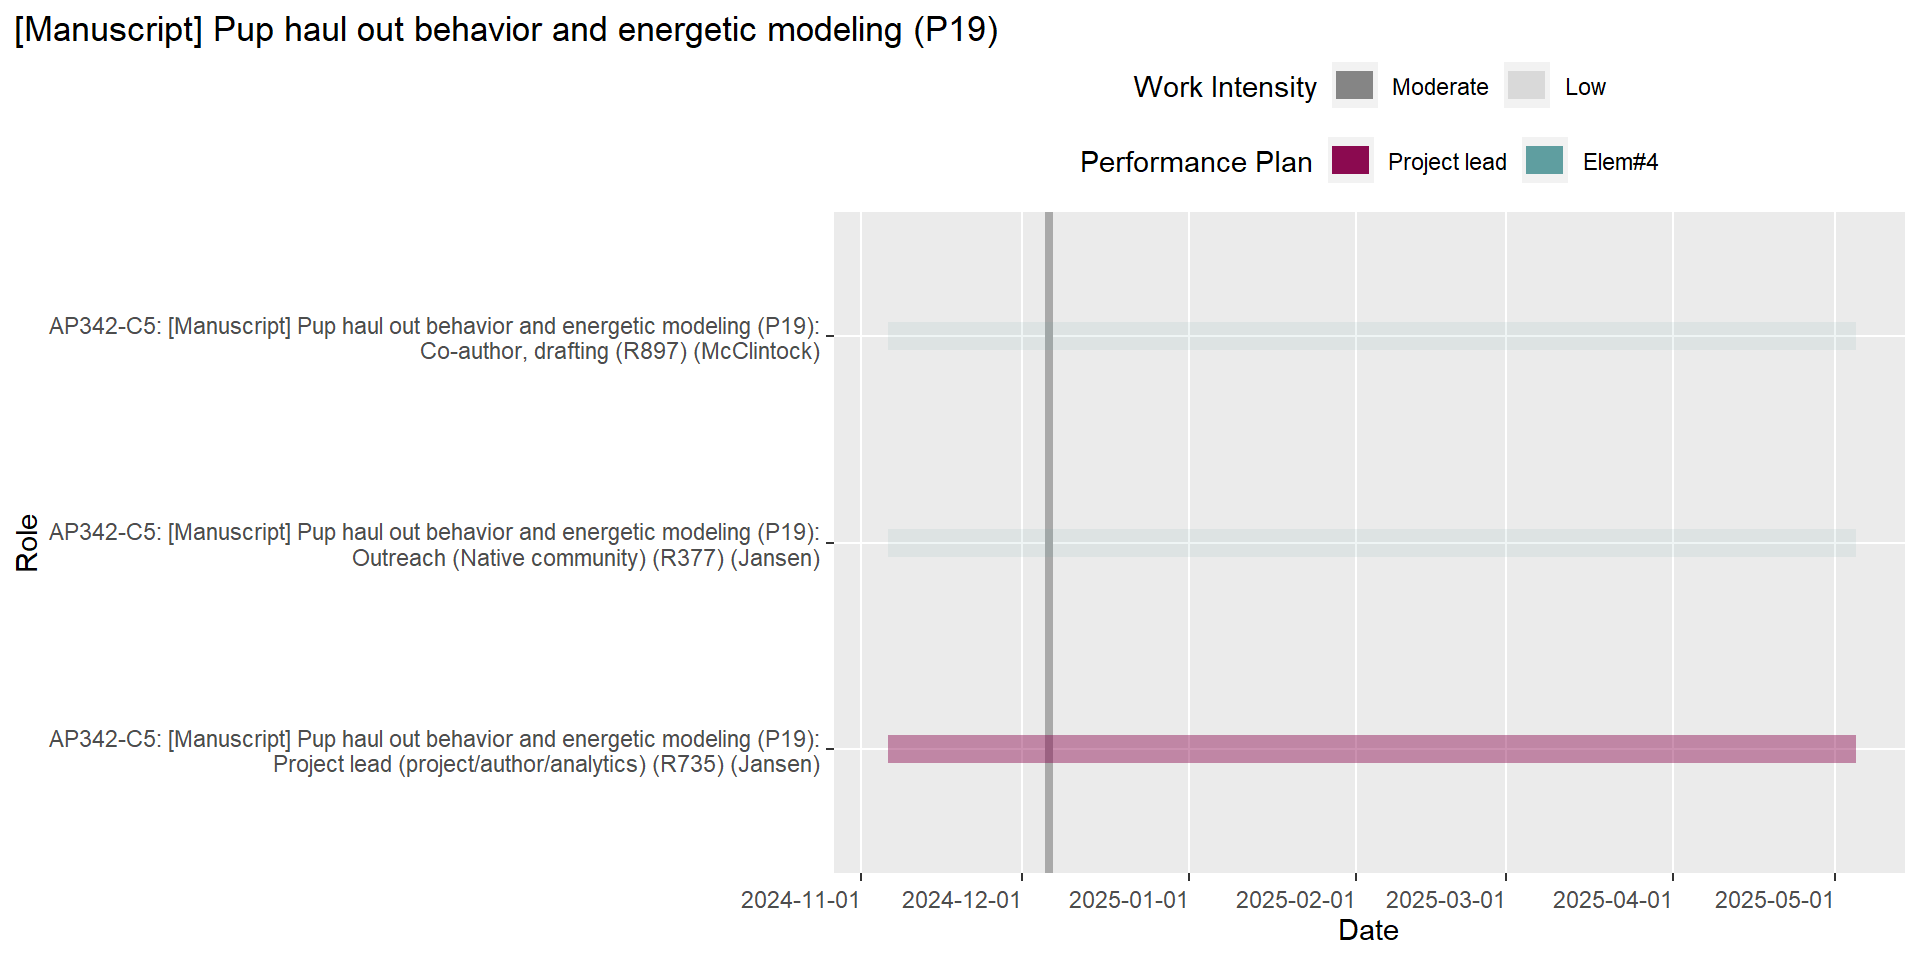 [Manuscript] Pup haul out behavior and energetic modeling (P19)
Work Intensity Moderate Low
Performance Plan Project lead Elem#4
AP342-C5: [Manuscript] Pup haul out behavior and energetic modeling (P19):
Co-author, drafting (R897) (McClintock)
AP342-C5: [Manuscript] Pup haul out behavior and energetic modeling (P19):
Outreach (Native community) (R377) (Jansen)
AP342-C5: [Manuscript] Pup haul out behavior and energetic modeling (P19):
Project lead (project/author/analytics) (R735) (Jansen)
Role
2024-11-01 2024-12-01 2025-01-01 2025-02-01 2025-03-01 2025-04-01 2025-05-01
Date